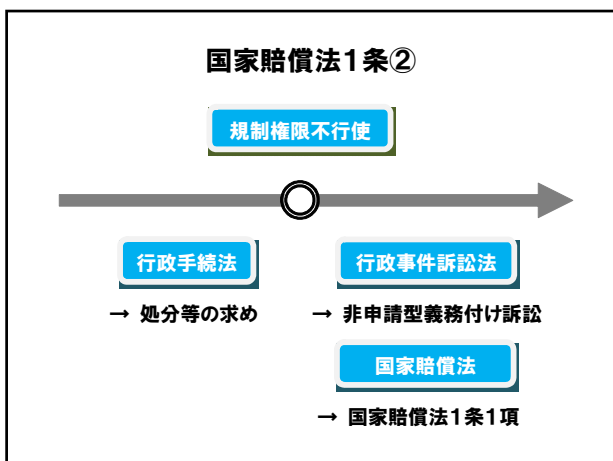 国家賠償法1条②
規制権限不行使
行政手続法
→ 処分等の求め
行政事件訴訟法
→ 非申請型義務付け訴訟
国家賠償法
→ 国家賠償法1条1項